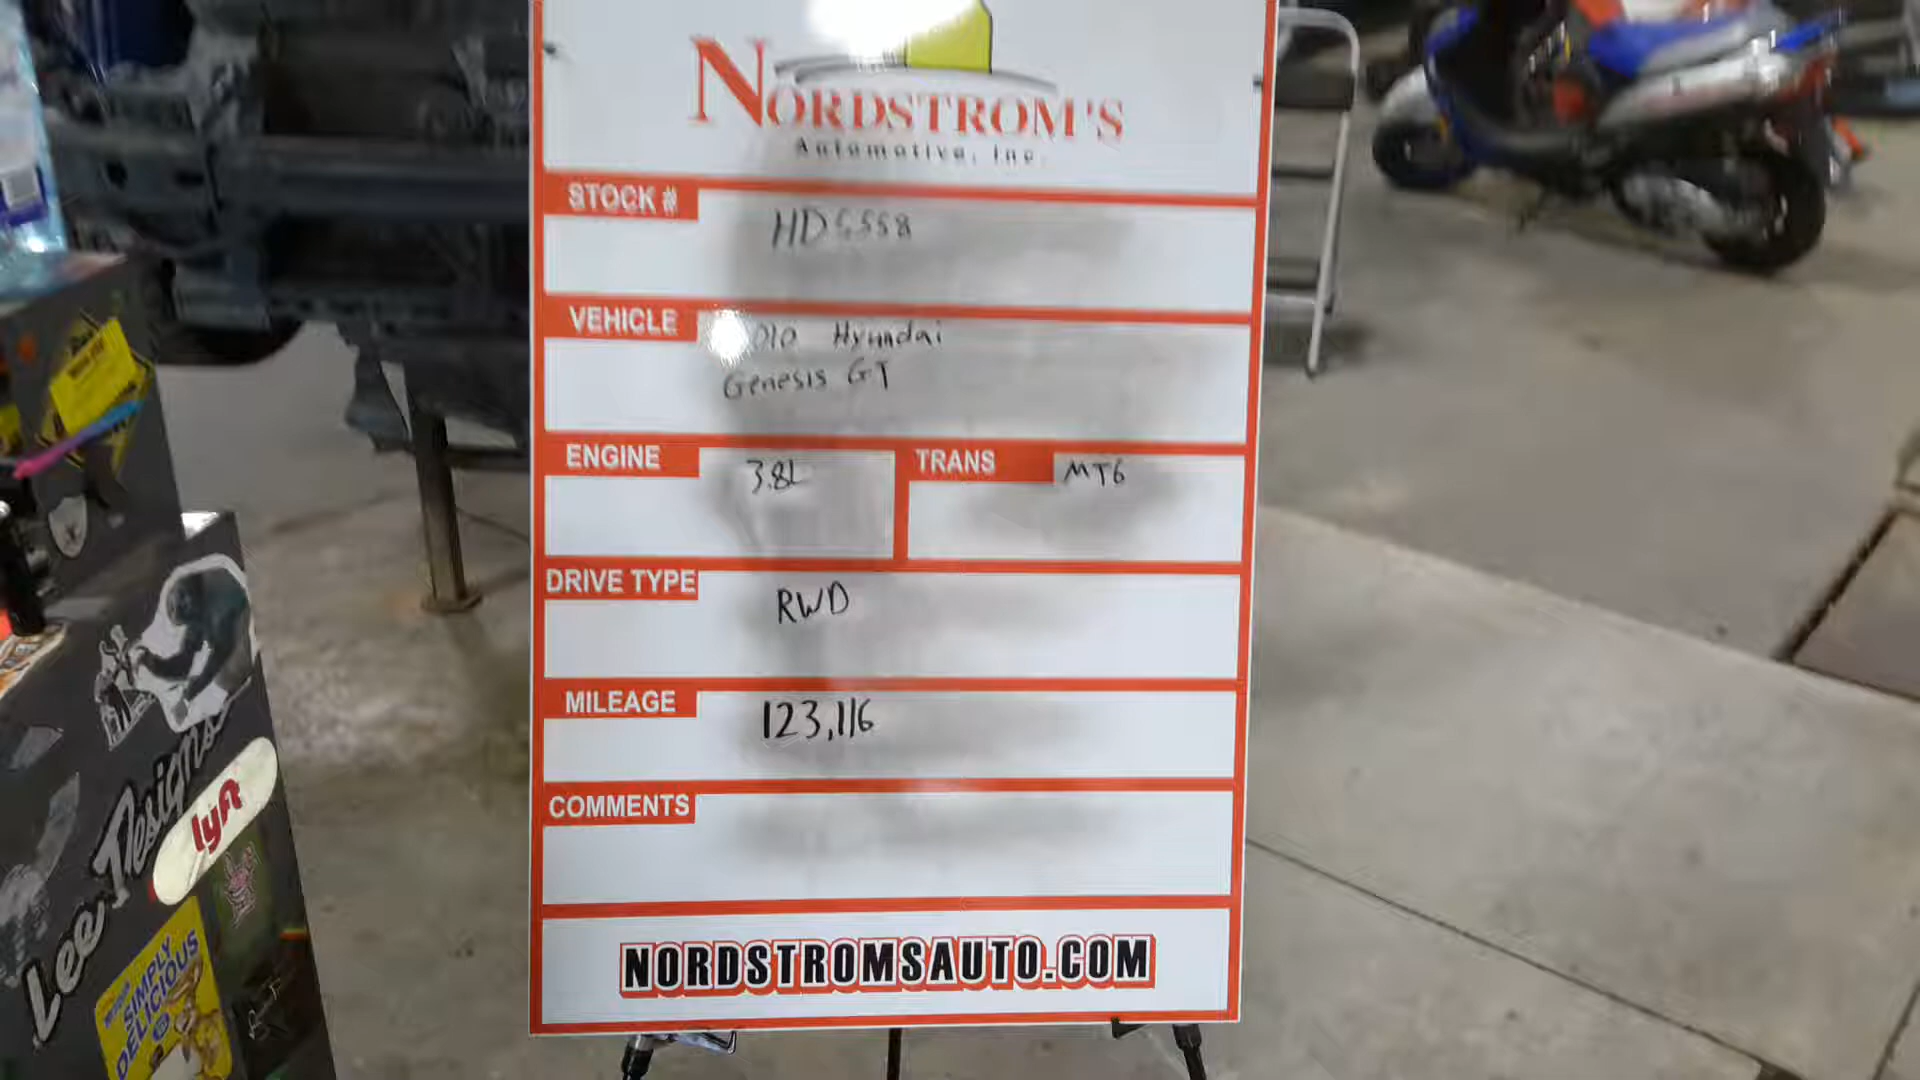 NORDSTROM'S
Automotive, Inc.
STOCK #
HD5558
VEHICLE
010 Hyundai
Genesis GT
ENGINE
3.8L
TRANS
MT6
DRIVE TYPE
RWD
MILEAGE
123,116
COMMENTS
NORDSTROMSAUTO.COM
Lee Designs
lyft
SIMPLY
DELICIOUS